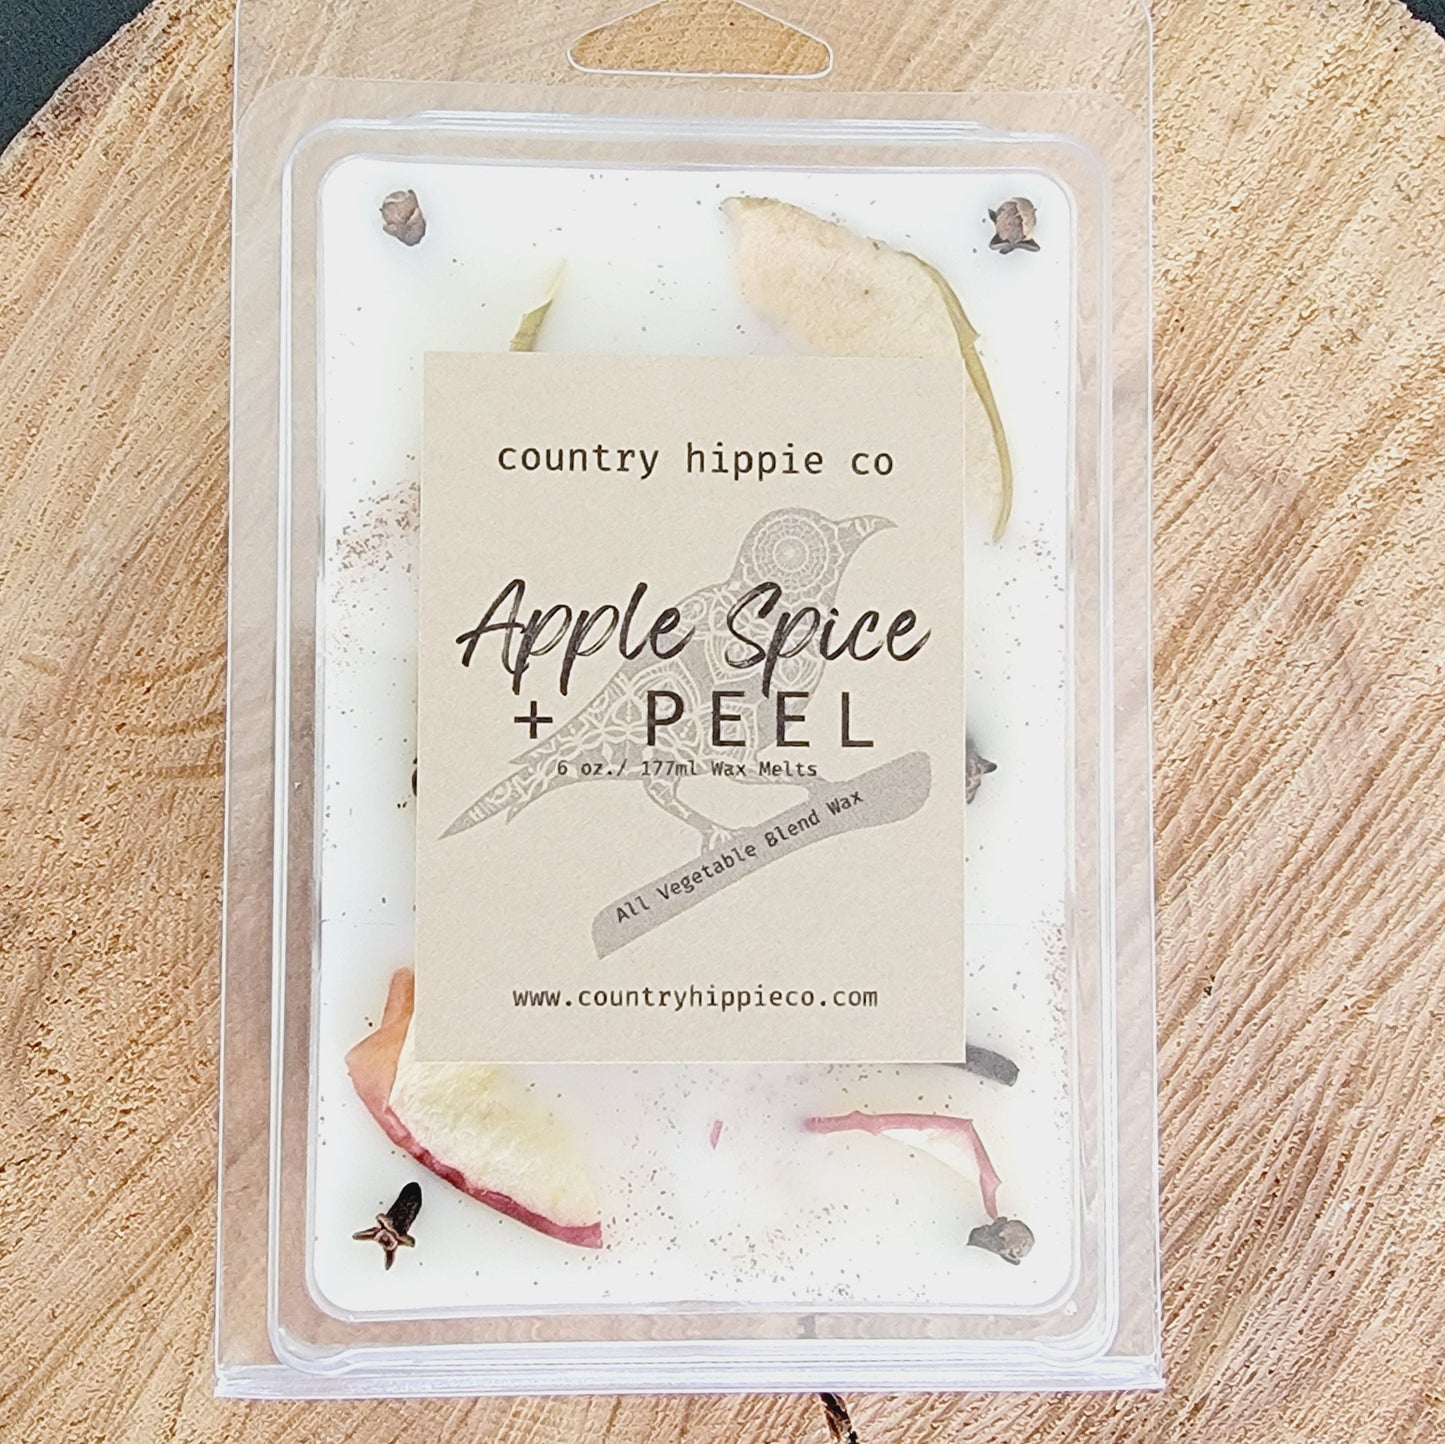 country hippie co
Apple Spice
+ PEEL
6 oz./ 177ml Wax Melts
All Vegetable Blend Wax
www.countryhippieco.com